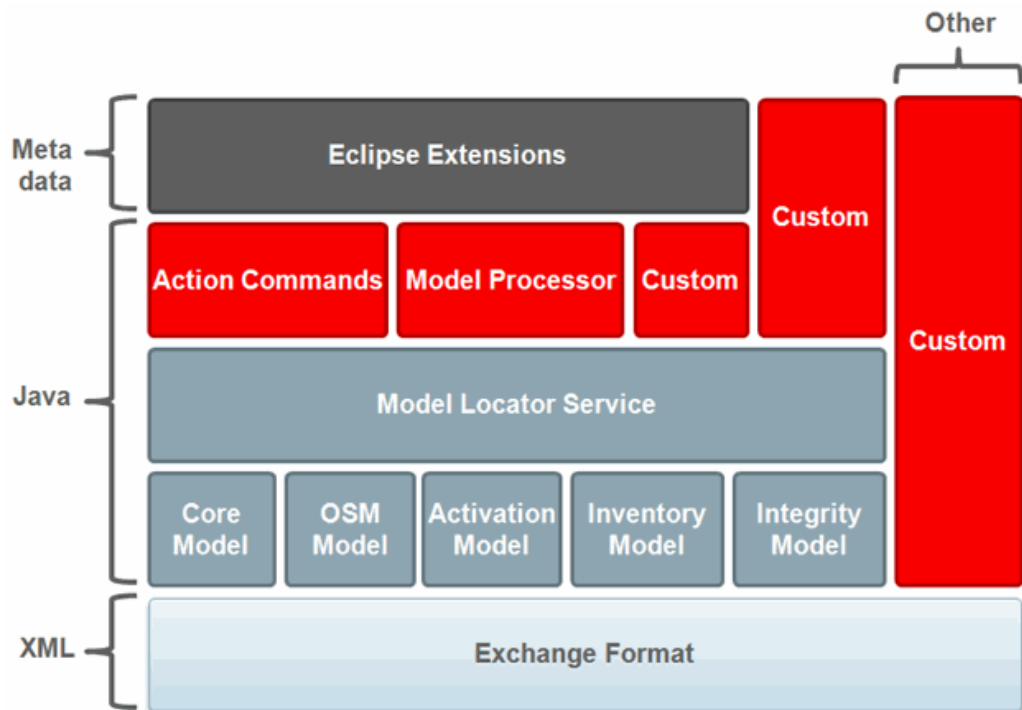 Other
Meta
data
Eclipse Extensions
Custom
Action Commands
Model Processor
Custom
Custom
Java
Model Locator Service
Core
Model
OSM
Model
Activation
Model
Inventory
Model
Integrity
Model
XML
Exchange Format